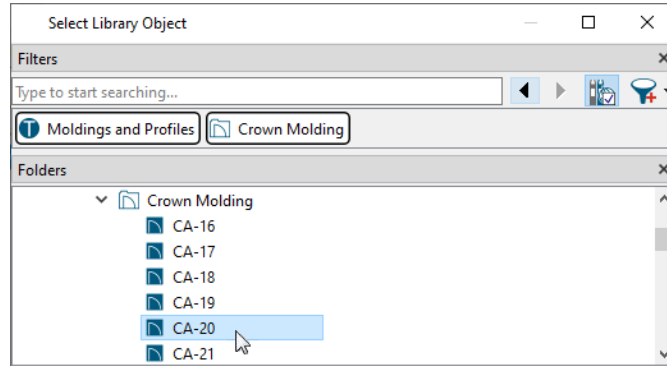 Select Library Object
Filters
Type to start searching...
T Moldings and Profiles Crown Molding
Folders
Crown Molding
CA-16
CA-17
CA-18
CA-19
CA-20
CA-21